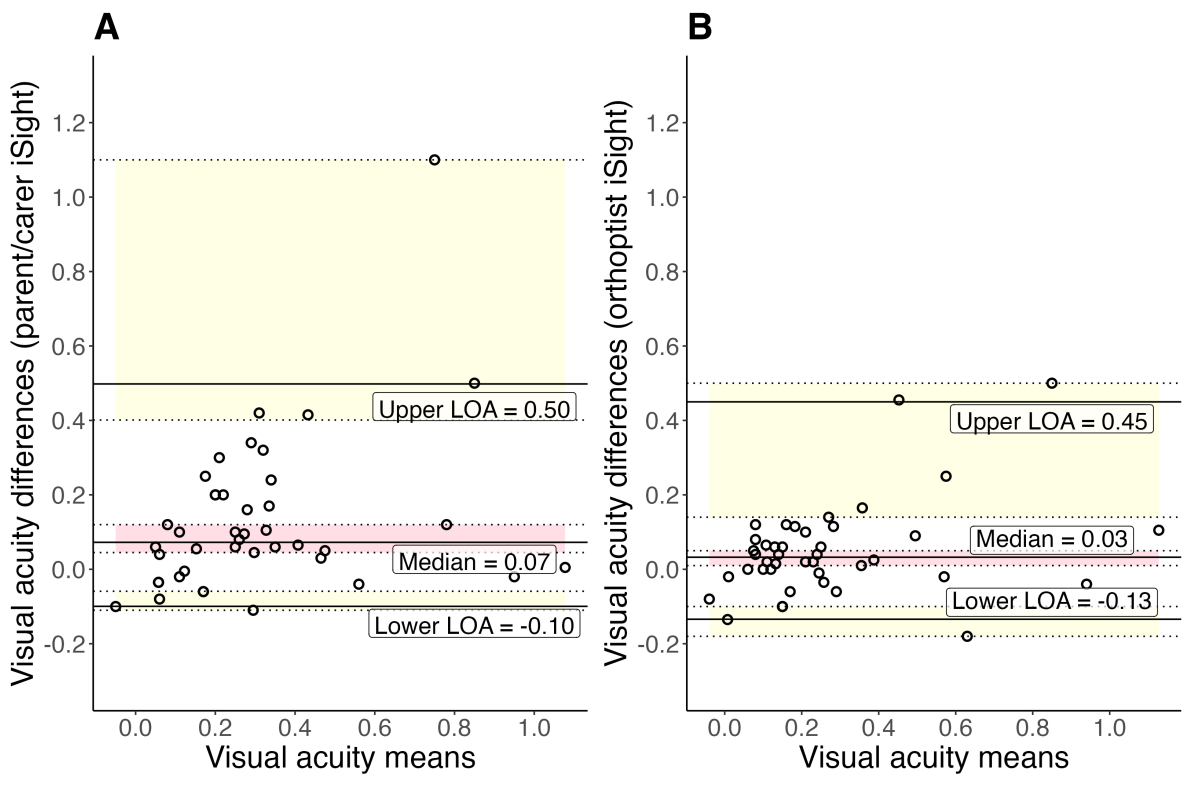 A
Visual acuity differences (parent/carer iSight)
1.2
1.0
0.8
0.6
0.4
0.2
0.0
-0.2
Upper LOA = 0.50
Median = 0.07
Lower LOA = -0.10
0.0 0.2 0.4 0.6 0.8 1.0
Visual acuity means
B
Visual acuity differences (orthoptist iSight)
1.2
1.0
0.8
0.6
0.4
0.2
0.0
-0.2
Upper LOA = 0.45
Median = 0.03
Lower LOA = -0.13
0.0 0.2 0.4 0.6 0.8 1.0
Visual acuity means